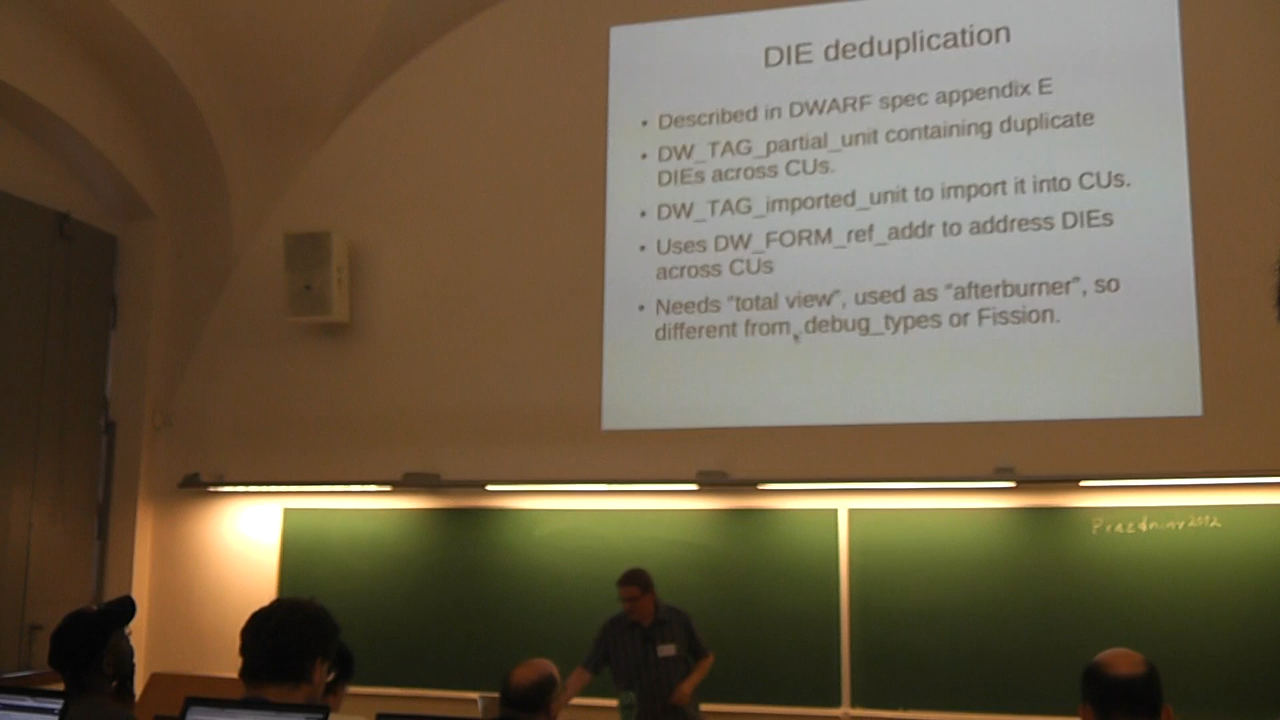 DIE deduplication
• Described in DWARF spec appendix E
• DW_TAG_partial_unit containing duplicate
DIEs across CUs.
• DW_TAG_imported_unit to import it into CUs.
• Uses DW_FORM_ref_addr to address DIEs
across CUs
• Needs "total view", used as "afterburner", so
different from .debug_types or Fission.
Prazdniny 2012